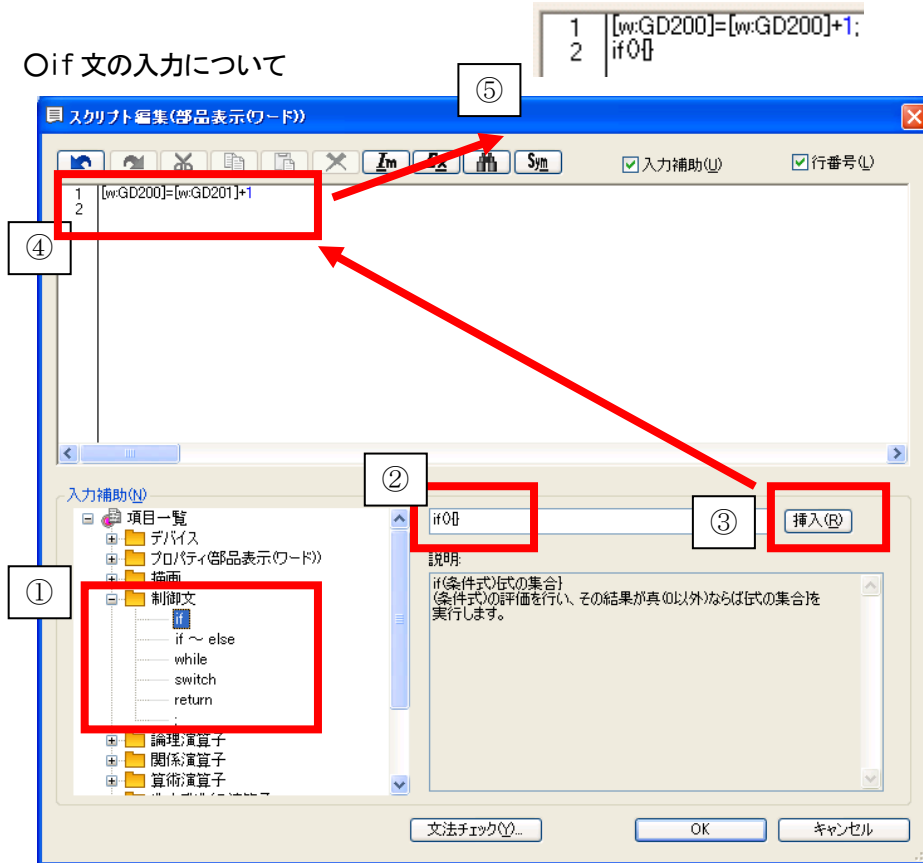 1 [w:GD200]=[w:GD200]+1;
2 if(){}
〇if 文の入力について
⑤
スクリプト編集(部品表示(ワード))
Im Sym
入力補助(U) 行番号(L)
1 [w:GD200]=[w:GD201]+1
2
④
②
入力補助(N)
項目一覧
デバイス
プロパティ(部品表示(ワード))
描画
制御文
if
if ～ else
while
switch
return
;
論理演算子
関係演算子
算術演算子
①
if(){}
③
挿入(R)
説明:
if(条件式){式の集合}
(条件式)の評価を行い、その結果が真(0以外)ならば{式の集合}を
実行します。
文法チェック(Y)... OK キャンセル